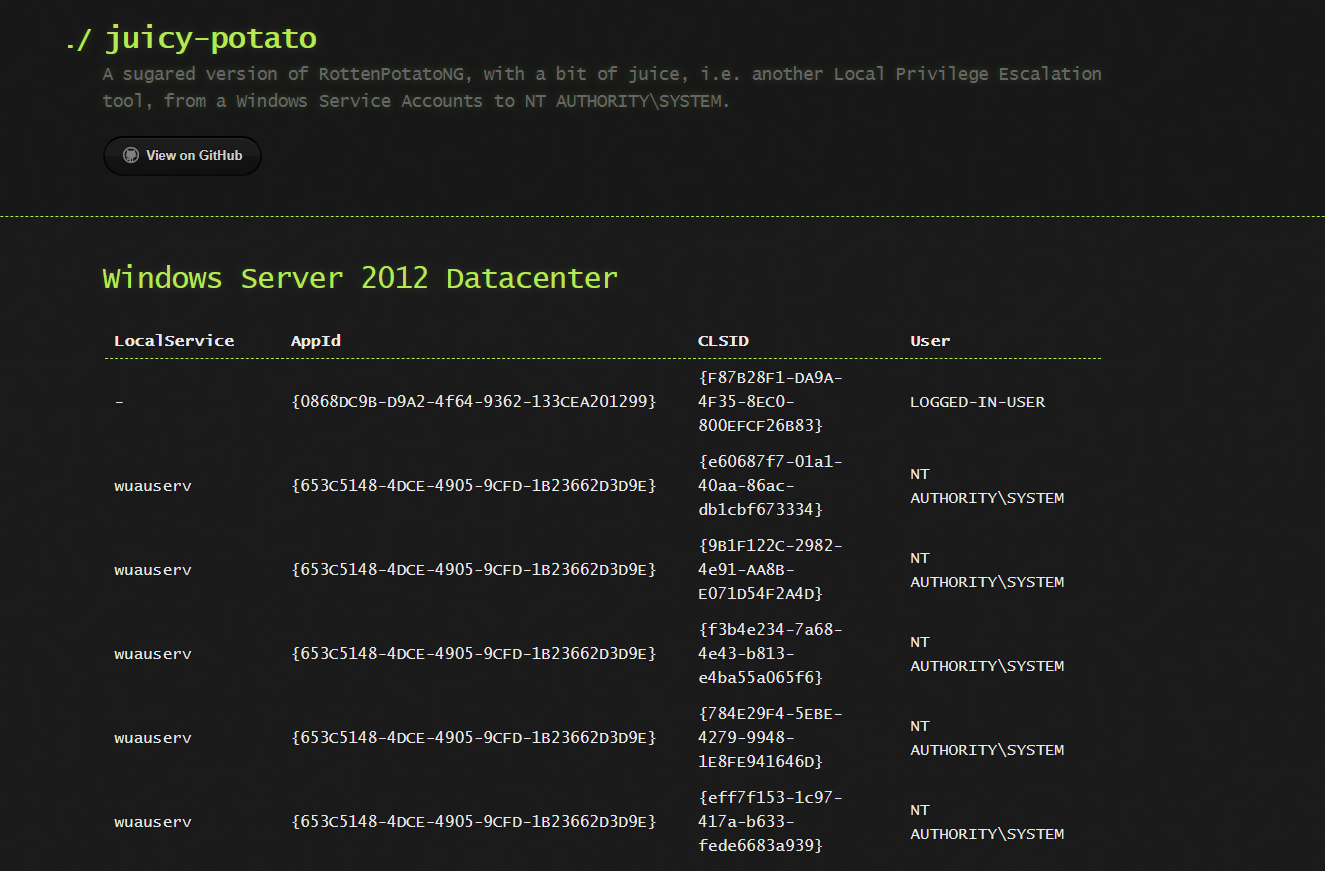 ./ juicy-potato
A sugared version of RottenPotatoNG, with a bit of juice, i.e. another Local Privilege Escalation
tool, from a Windows Service Accounts to NT AUTHORITY\SYSTEM.
View on GitHub
Windows Server 2012 Datacenter
LocalService AppId CLSID User
{F87B28F1-DA9A-
- {0868DC9B-D9A2-4f64-9362-133CEA201299} 4F35-8EC0- LOGGED-IN-USER
800EFCF26B83}
{e60687f7-01a1-
NT
wuauserv {653C5148-4DCE-4905-9CFD-1B23662D3D9E} 40aa-86ac-
AUTHORITY\SYSTEM
db1cbf673334}
{9B1F122C-2982-
NT
wuauserv {653C5148-4DCE-4905-9CFD-1B23662D3D9E} 4e91-AA8B-
AUTHORITY\SYSTEM
E071D54F2A4D}
{f3b4e234-7a68-
NT
wuauserv {653C5148-4DCE-4905-9CFD-1B23662D3D9E} 4e43-b813-
AUTHORITY\SYSTEM
e4ba55a065f6}
{784E29F4-5EBE-
NT
wuauserv {653C5148-4DCE-4905-9CFD-1B23662D3D9E} 4279-9948-
AUTHORITY\SYSTEM
1E8FE941646D}
{eff7f153-1c97-
NT
wuauserv {653C5148-4DCE-4905-9CFD-1B23662D3D9E} 417a-b633-
AUTHORITY\SYSTEM
fede6683a939}